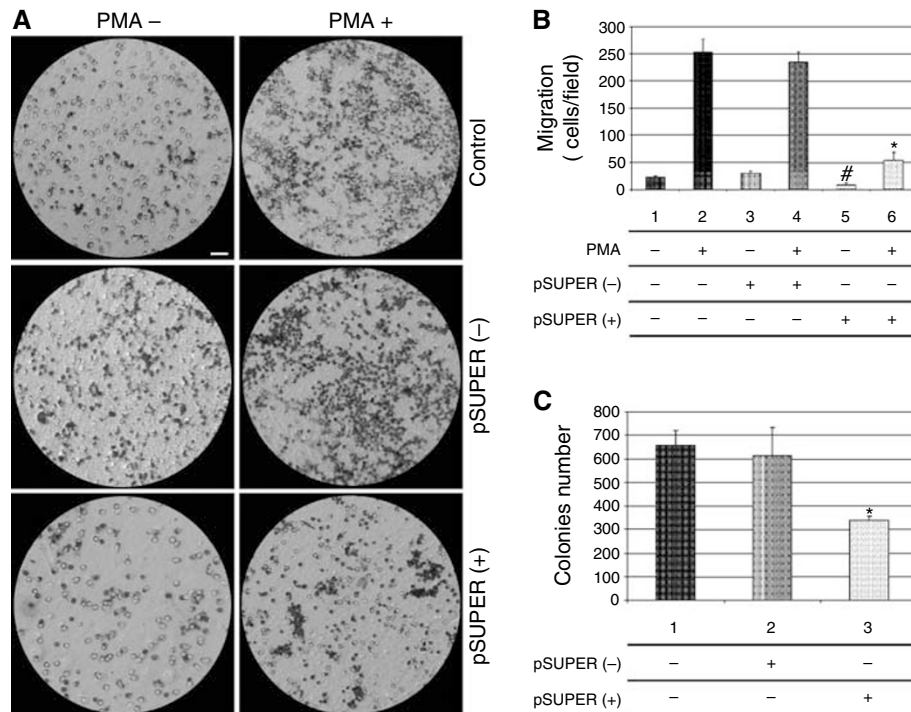 A
PMA – PMA +
Control
pSUPER (–)
pSUPER (+)
B
Migration
( cells/field)
300
250
200
150
100
50
0
#
*
1 2 3 4 5 6
PMA – + – + – +
pSUPER (–) – – + + – –
pSUPER (+) – – – – + +
C
Colonies number
800
700
600
500
400
300
200
100
0
*
1 2 3
pSUPER (–) – + –
pSUPER (+) – – +